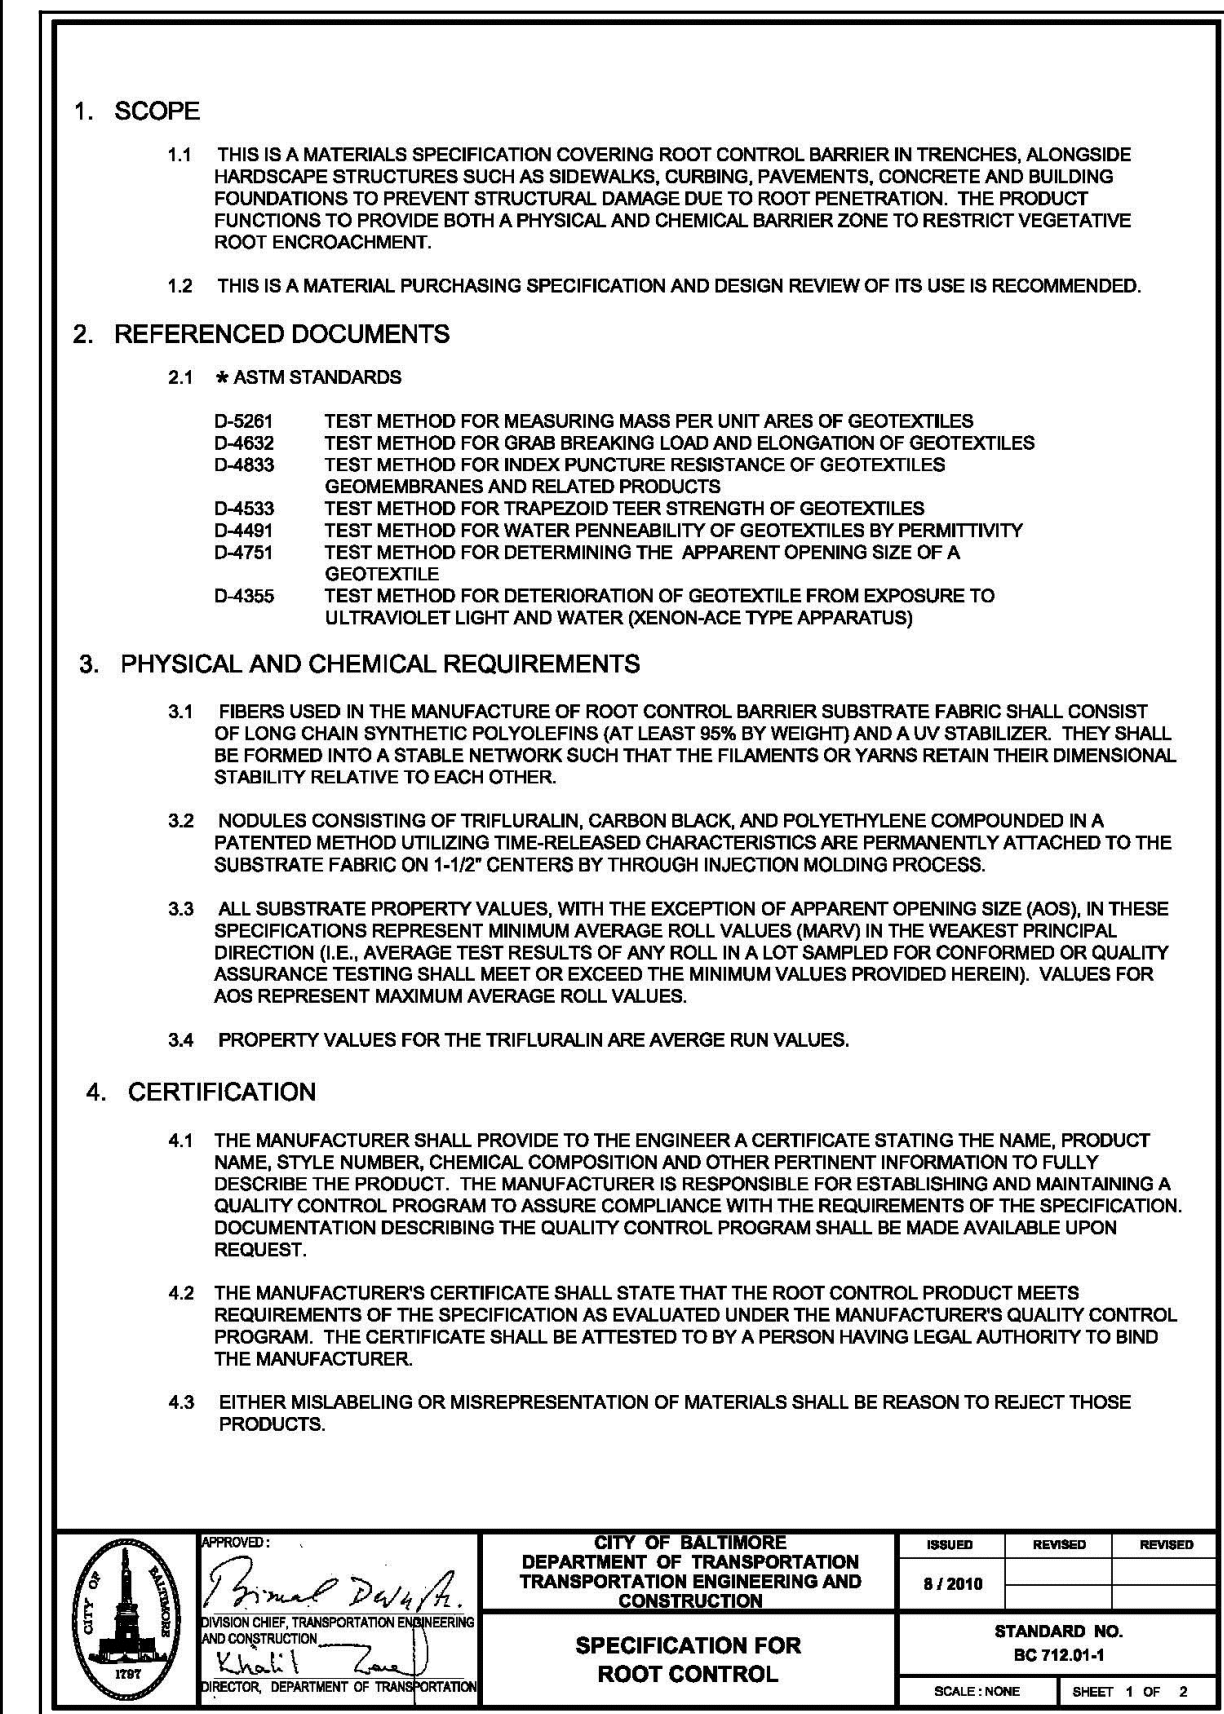 1. SCOPE
1.1 THIS IS A MATERIALS SPECIFICATION COVERING ROOT CONTROL BARRIER IN TRENCHES, ALONGSIDE
HARDSCAPE STRUCTURES SUCH AS SIDEWALKS, CURBING, PAVEMENTS, CONCRETE AND BUILDING
FOUNDATIONS TO PREVENT STRUCTURAL DAMAGE DUE TO ROOT PENETRATION. THE PRODUCT
FUNCTIONS TO PROVIDE BOTH A PHYSICAL AND CHEMICAL BARRIER ZONE TO RESTRICT VEGETATIVE
ROOT ENCROACHMENT.
1.2 THIS IS A MATERIAL PURCHASING SPECIFICATION AND DESIGN REVIEW OF ITS USE IS RECOMMENDED.
2. REFERENCED DOCUMENTS
2.1 * ASTM STANDARDS
D-5261 TEST METHOD FOR MEASURING MASS PER UNIT ARES OF GEOTEXTILES
D-4632 TEST METHOD FOR GRAB BREAKING LOAD AND ELONGATION OF GEOTEXTILES
D-4833 TEST METHOD FOR INDEX PUNCTURE RESISTANCE OF GEOTEXTILES
GEOMEMBRANES AND RELATED PRODUCTS
D-4533 TEST METHOD FOR TRAPEZOID TEER STRENGTH OF GEOTEXTILES
D-4491 TEST METHOD FOR WATER PENNEABILITY OF GEOTEXTILES BY PERMITTIVITY
D-4751 TEST METHOD FOR DETERMINING THE APPARENT OPENING SIZE OF A
GEOTEXTILE
D-4355 TEST METHOD FOR DETERIORATION OF GEOTEXTILE FROM EXPOSURE TO
ULTRAVIOLET LIGHT AND WATER (XENON-ACE TYPE APPARATUS)
3. PHYSICAL AND CHEMICAL REQUIREMENTS
3.1 FIBERS USED IN THE MANUFACTURE OF ROOT CONTROL BARRIER SUBSTRATE FABRIC SHALL CONSIST
OF LONG CHAIN SYNTHETIC POLYOLEFINS (AT LEAST 95% BY WEIGHT) AND A UV STABILIZER. THEY SHALL
BE FORMED INTO A STABLE NETWORK SUCH THAT THE FILAMENTS OR YARNS RETAIN THEIR DIMENSIONAL
STABILITY RELATIVE TO EACH OTHER.
3.2 NODULES CONSISTING OF TRIFLURALIN, CARBON BLACK, AND POLYETHYLENE COMPOUNDED IN A
PATENTED METHOD UTILIZING TIME-RELEASED CHARACTERISTICS ARE PERMANENTLY ATTACHED TO THE
SUBSTRATE FABRIC ON 1-1/2" CENTERS BY THROUGH INJECTION MOLDING PROCESS.
3.3 ALL SUBSTRATE PROPERTY VALUES, WITH THE EXCEPTION OF APPARENT OPENING SIZE (AOS), IN THESE
SPECIFICATIONS REPRESENT MINIMUM AVERAGE ROLL VALUES (MARV) IN THE WEAKEST PRINCIPAL
DIRECTION (I.E., AVERAGE TEST RESULTS OF ANY ROLL IN A LOT SAMPLED FOR CONFORMED OR QUALITY
ASSURANCE TESTING SHALL MEET OR EXCEED THE MINIMUM VALUES PROVIDED HEREIN). VALUES FOR
AOS REPRESENT MAXIMUM AVERAGE ROLL VALUES.
3.4 PROPERTY VALUES FOR THE TRIFLURALIN ARE AVERGE RUN VALUES.
4. CERTIFICATION
4.1 THE MANUFACTURER SHALL PROVIDE TO THE ENGINEER A CERTIFICATE STATING THE NAME, PRODUCT
NAME, STYLE NUMBER, CHEMICAL COMPOSITION AND OTHER PERTINENT INFORMATION TO FULLY
DESCRIBE THE PRODUCT. THE MANUFACTURER IS RESPONSIBLE FOR ESTABLISHING AND MAINTAINING A
QUALITY CONTROL PROGRAM TO ASSURE COMPLIANCE WITH THE REQUIREMENTS OF THE SPECIFICATION.
DOCUMENTATION DESCRIBING THE QUALITY CONTROL PROGRAM SHALL BE MADE AVAILABLE UPON
REQUEST.
4.2 THE MANUFACTURER'S CERTIFICATE SHALL STATE THAT THE ROOT CONTROL PRODUCT MEETS
REQUIREMENTS OF THE SPECIFICATION AS EVALUATED UNDER THE MANUFACTURER'S QUALITY CONTROL
PROGRAM. THE CERTIFICATE SHALL BE ATTESTED TO BY A PERSON HAVING LEGAL AUTHORITY TO BIND
THE MANUFACTURER.
4.3 EITHER MISLABELING OR MISREPRESENTATION OF MATERIALS SHALL BE REASON TO REJECT THOSE
PRODUCTS.
CITY OF BALTIMORE
1797
APPROVED:
DIVISION CHIEF, TRANSPORTATION ENGINEERING
AND CONSTRUCTION
Khalil
DIRECTOR, DEPARTMENT OF TRANSPORTATION
CITY OF BALTIMORE
DEPARTMENT OF TRANSPORTATION
TRANSPORTATION ENGINEERING AND
CONSTRUCTION
SPECIFICATION FOR
ROOT CONTROL
ISSUED REVISED REVISED
8 / 2010
STANDARD NO.
BC 712.01-1
SCALE : NONE SHEET 1 OF 2